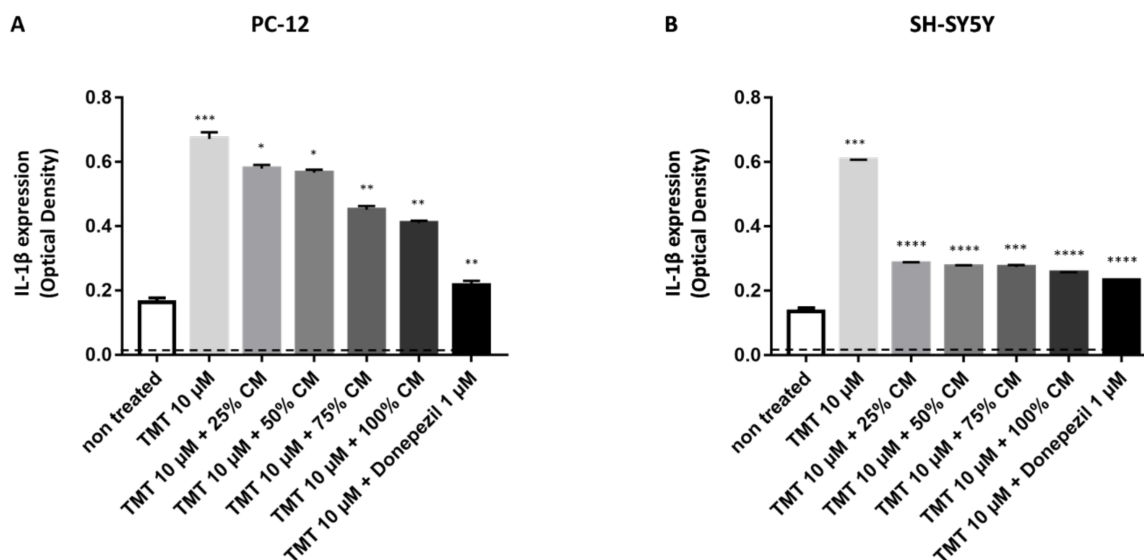 A
PC-12
IL-1β expression
(Optical Density)
0.8
0.6
0.4
0.2
0.0
***
*
*
**
**
**
non treated
TMT 10 µM
TMT 10 µM + 25% CM
TMT 10 µM + 50% CM
TMT 10 µM + 75% CM
TMT 10 µM + 100% CM
TMT 10 µM + Donepezil 1 µM
B
SH-SY5Y
IL-1β expression
(Optical Density)
0.8
0.6
0.4
0.2
0.0
***
****
****
***
****
****
non treated
TMT 10 µM
TMT 10 µM + 25% CM
TMT 10 µM + 50% CM
TMT 10 µM + 75% CM
TMT 10 µM + 100% CM
TMT 10 µM + Donepezil 1 µM